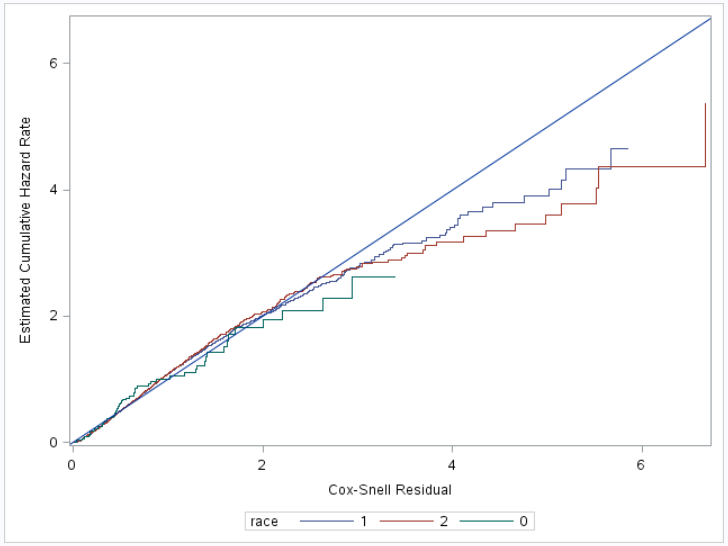 Estimated Cumulative Hazard Rate
6
4
2
0
0 2 4 6
Cox-Snell Residual
race 1 2 0